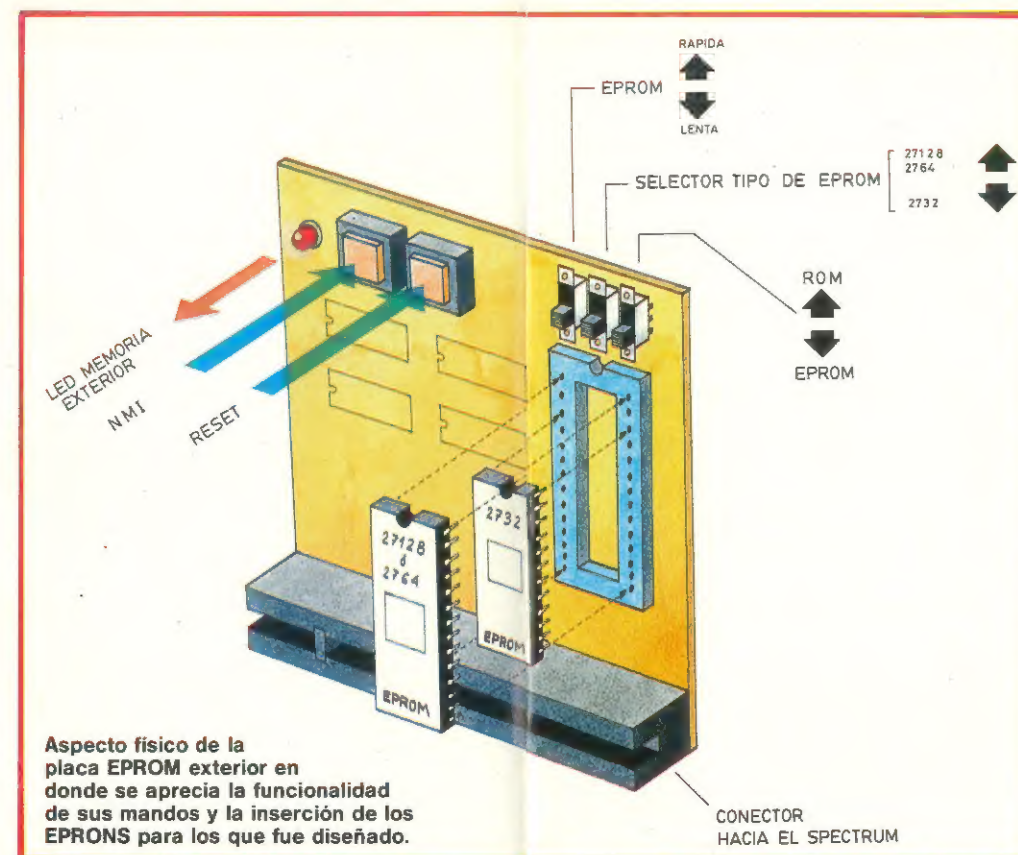 RAPIDA
EPROM
LENTA
SELECTOR TIPO DE EPROM
27128
2764
2732
ROM
EPROM
LED MEMORIA
EXTERIOR
NMI
RESET
2732
EPROM
27128
ó
2764
EPROM
Aspecto físico de la
placa EPROM exterior en
donde se aprecia la funcionalidad
de sus mandos y la inserción de los
EPRONS para los que fue diseñado.
CONECTOR
HACIA EL SPECTRUM